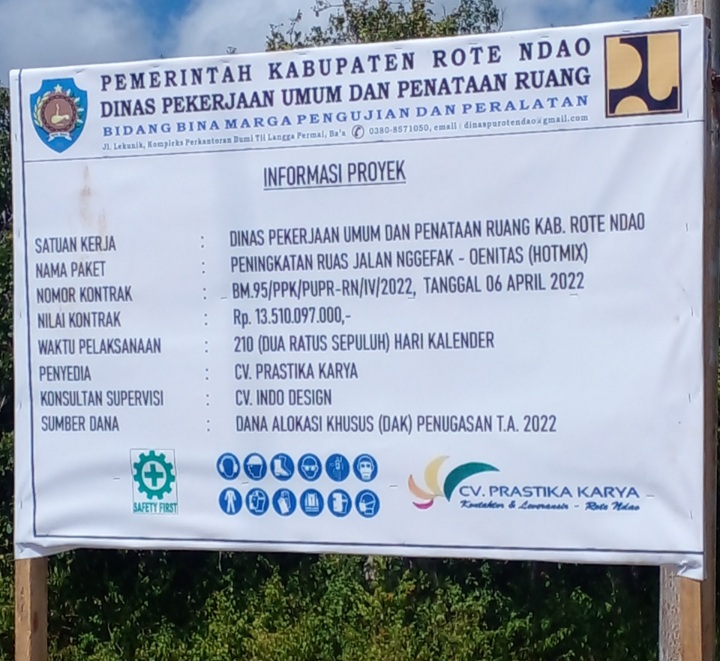 PEMERINTAH KABUPATEN ROTE NDAO
DINAS PEKERJAAN UMUM DAN PENATAAN RUANG
BIDANG BINA MARGA PENGUJIAN DAN PERALATAN
Jl. Lekunik, Kompleks Perkantoran Bumi Tii Langga Permai, Ba'a 0380-8571050, email : dinaspurotendao@gmail.com
INFORMASI PROYEK
SATUAN KERJA : DINAS PEKERJAAN UMUM DAN PENATAAN RUANG KAB. ROTE NDAO
NAMA PAKET : PENINGKATAN RUAS JALAN NGGEFAK - OENITAS (HOTMIX)
NOMOR KONTRAK : BM.95/PPK/PUPR-RN/IV/2022, TANGGAL 06 APRIL 2022
NILAI KONTRAK : Rp. 13.510.097.000,-
WAKTU PELAKSANAAN : 210 (DUA RATUS SEPULUH) HARI KALENDER
PENYEDIA : CV. PRASTIKA KARYA
KONSULTAN SUPERVISI : CV. INDO DESIGN
SUMBER DANA : DANA ALOKASI KHUSUS (DAK) PENUGASAN T.A. 2022
SAFETY FIRST
CV. PRASTIKA KARYA
Kontaktor & Leveransir - Rote Ndao